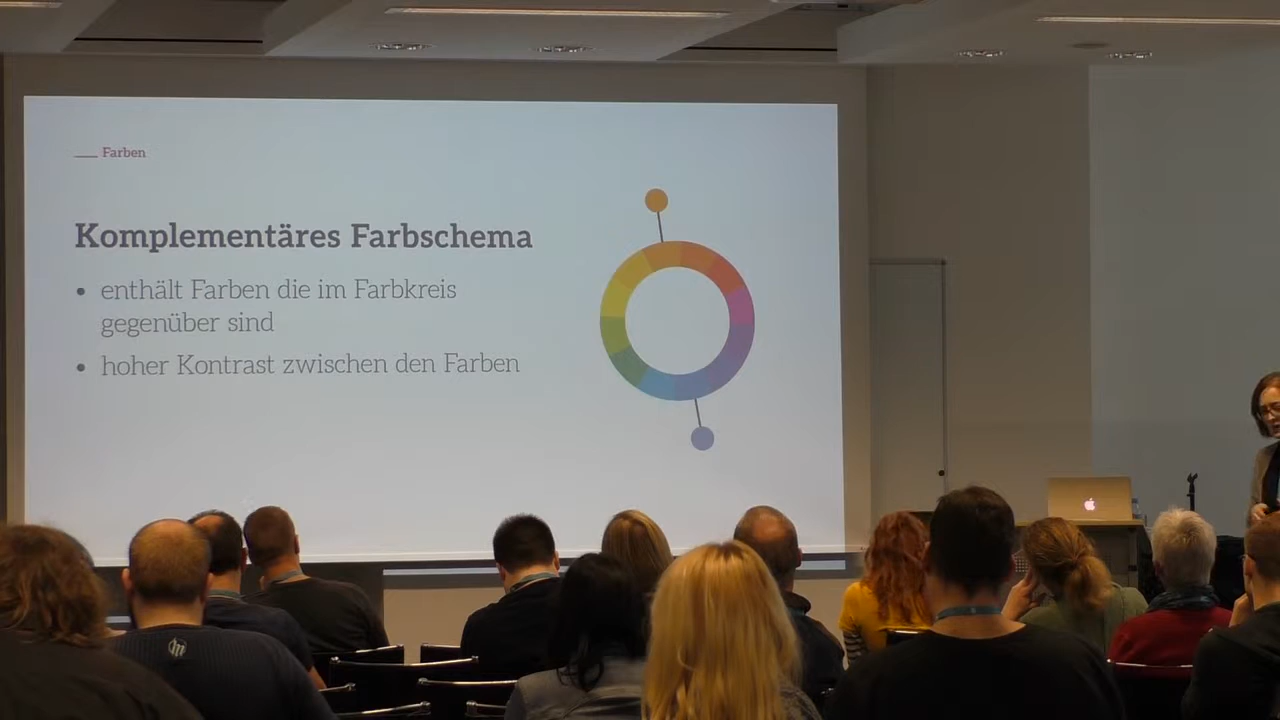 Farben
Komplementäres Farbschema
• enthält Farben die im Farbkreis
gegenüber sind
• hoher Kontrast zwischen den Farben